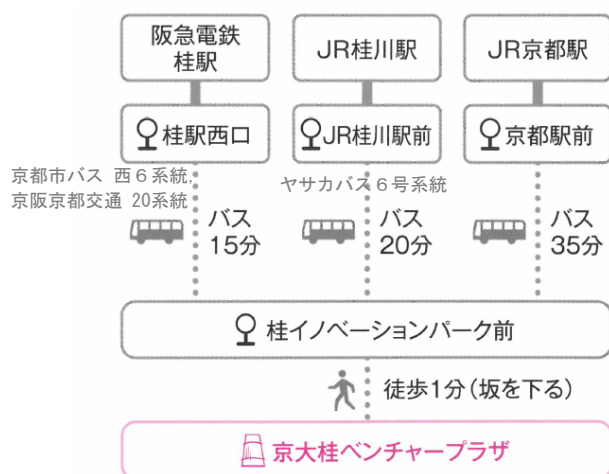 阪急電鉄
桂駅
JR桂川駅
JR京都駅
桂駅西口
JR桂川駅前
京都駅前
京都市バス 西6系統,
京阪京都交通 20系統
ヤサカバス6号系統
バス
15分
バス
20分
バス
35分
桂イノベーションパーク前
徒歩1分(坂を下る)
京大桂ベンチャープラザ